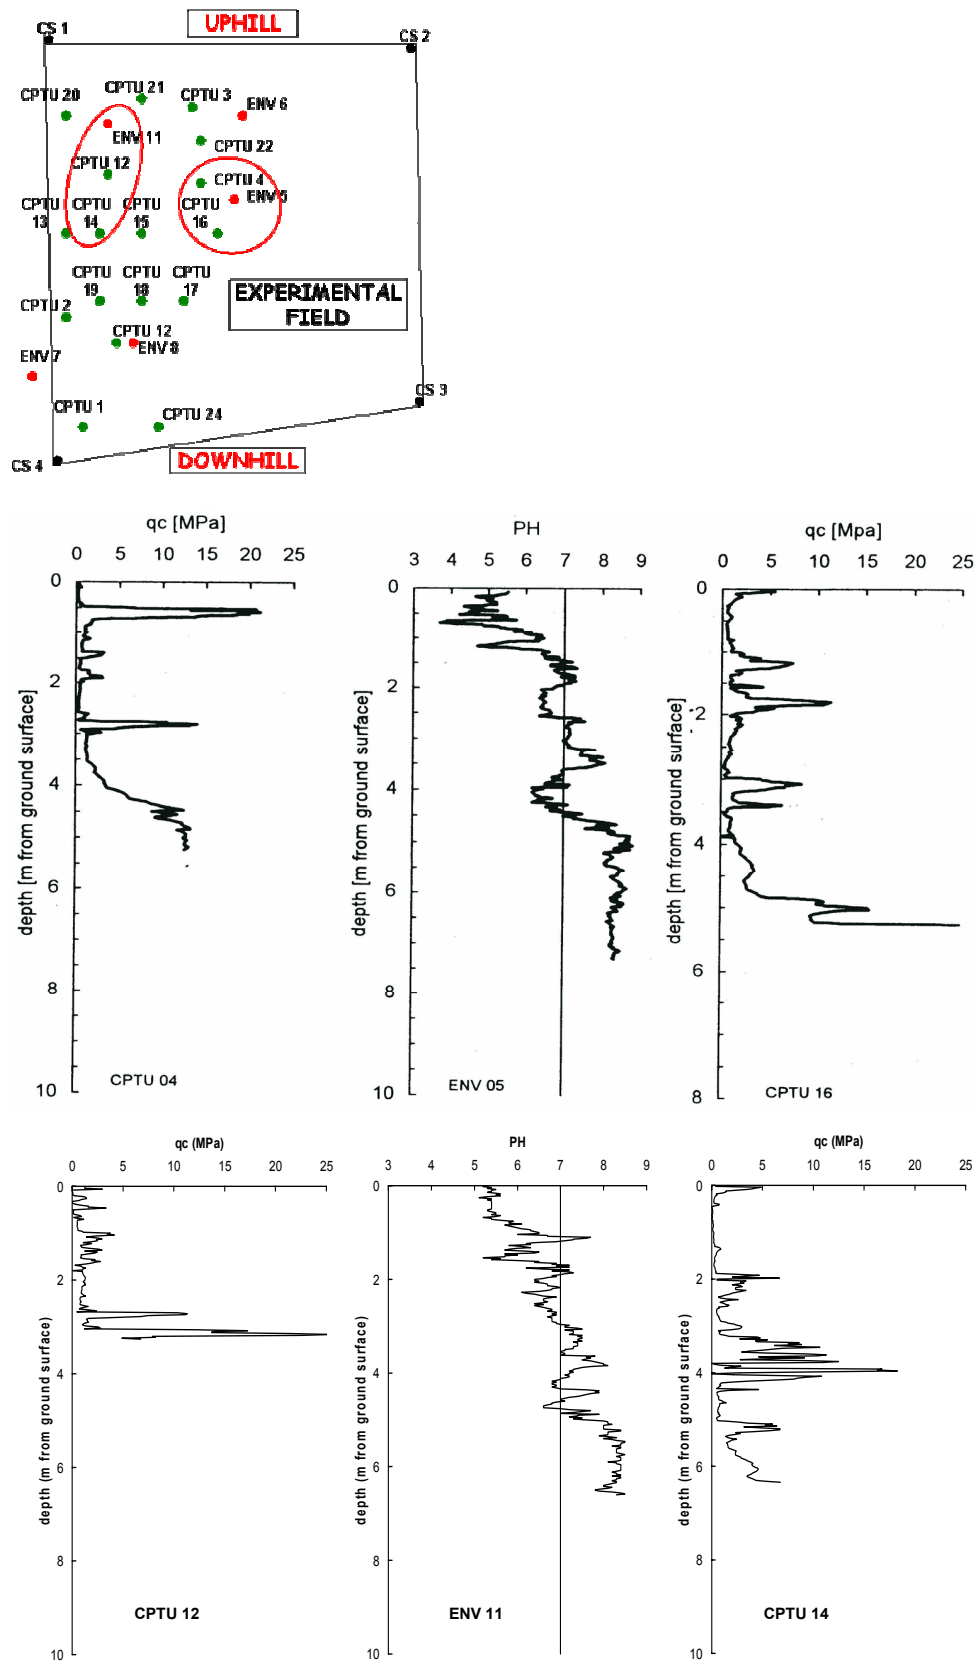 UPHILL
CS 1
CS 2
CPTU 20
CPTU 21
CPTU 3
ENV 6
ENV 11
CPTU 22
CPTU 12
CPTU 4
ENV 5
CPTU 13
CPTU 14
CPTU 15
CPTU 16
CPTU 19
CPTU 18
CPTU 17
EXPERIMENTAL
FIELD
CPTU 2
CPTU 12
ENV 8
ENV 7
CS 3
CPTU 1
CPTU 24
CS 4
DOWNHILL
qc [MPa]
0 5 10 15 20 25
0
2
4
6
8
10
depth [m from ground surface]
CPTU 04
PH
3 4 5 6 7 8 9
0
2
4
6
8
10
depth [m from ground surface]
ENV 05
qc [Mpa]
0 5 10 15 20 25
0
2
4
6
8
depth [m from ground surface]
CPTU 16
qc (MPa)
0 5 10 15 20 25
0
2
4
6
8
10
depth (m from ground surface)
CPTU 12
PH
3 4 5 6 7 8 9
0
2
4
6
8
10
depth (m from ground surface)
ENV 11
qc (MPa)
0 5 10 15 20 25
0
2
4
6
8
10
depth (m from ground surface)
CPTU 14